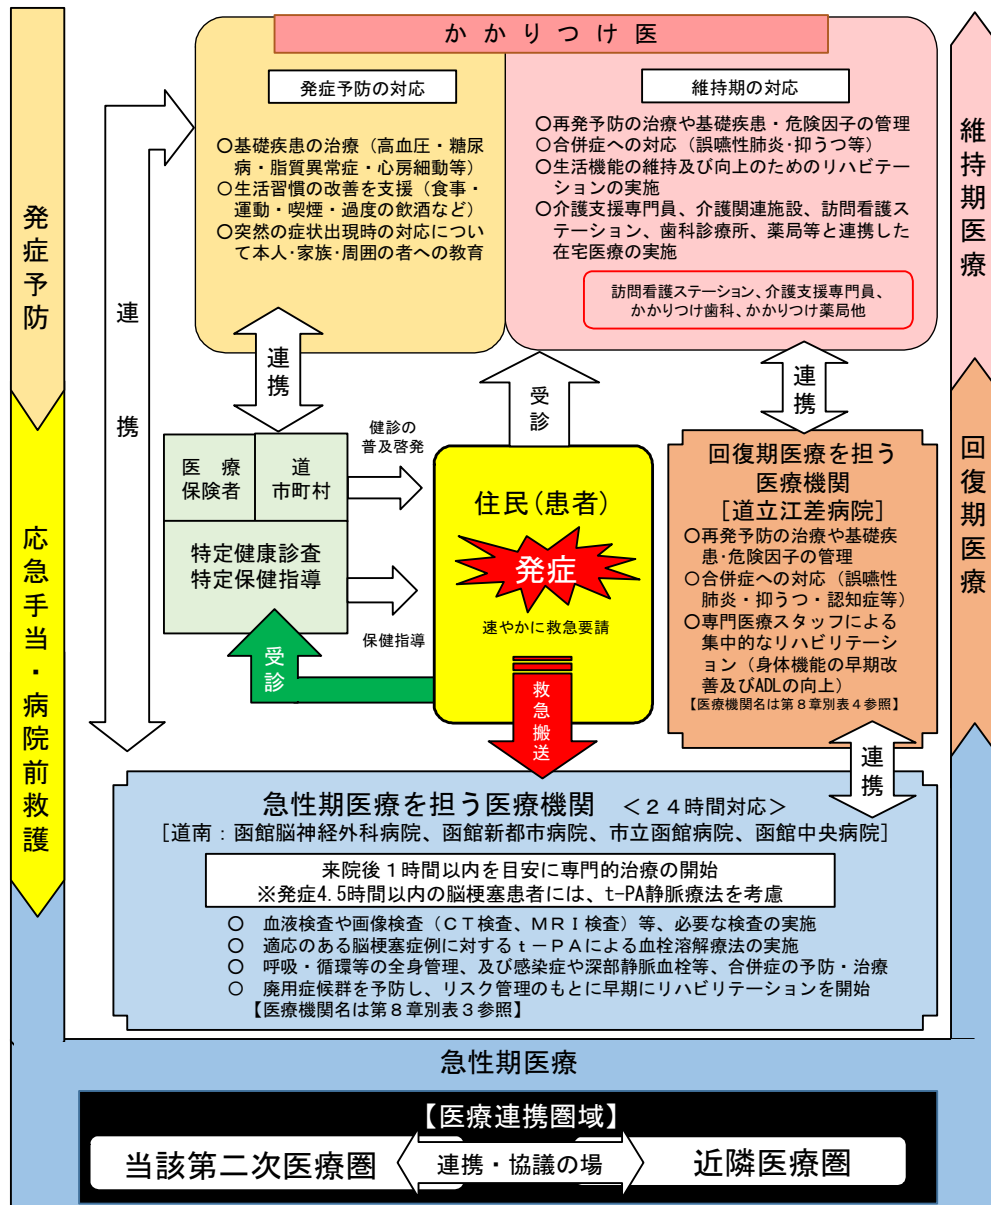 かかりつけ医
発症予防の対応
○基礎疾患の治療（高血圧・糖尿
病・脂質異常症・心房細動等）
○生活習慣の改善を支援（食事・
運動・喫煙・過度の飲酒など）
○突然の症状出現時の対応につい
て本人・家族・周囲の者への教育
維持期の対応
○再発予防の治療や基礎疾患・危険因子の管理
○合併症への対応（誤嚥性肺炎・抑うつ等）
○生活機能の維持及び向上のためのリハビテー
ションの実施
○介護支援専門員、介護関連施設、訪問看護ス
テーション、歯科診療所、薬局等と連携した
在宅医療の実施
訪問看護ステーション、介護支援専門員、
かかりつけ歯科、かかりつけ薬局他
発症予防
応急手当・病院前救護
維持期医療
回復期医療
連携
連携
受診
連携
医療
保険者
道
市町村
特定健康診査
特定保健指導
健診の
普及啓発
保健指導
受診
住民(患者)
発症
速やかに救急要請
救急搬送
回復期医療を担う
医療機関
[道立江差病院]
○再発予防の治療や基礎疾
患・危険因子の管理
○合併症への対応（誤嚥性
肺炎・抑うつ・認知症等）
○専門医療スタッフによる
集中的なリハビリテーシ
ョン（身体機能の早期改
善及びADLの向上）
【医療機関名は第８章別表４参照】
連携
急性期医療を担う医療機関 ＜２４時間対応＞
[道南：函館脳神経外科病院、函館新都市病院、市立函館病院、函館中央病院]
来院後１時間以内を目安に専門的治療の開始
※発症4.5時間以内の脳梗塞患者には、t-PA静脈療法を考慮
○ 血液検査や画像検査（ＣＴ検査、ＭＲＩ検査）等、必要な検査の実施
○ 適応のある脳梗塞症例に対するｔ－ＰＡによる血栓溶解療法の実施
○ 呼吸・循環等の全身管理、及び感染症や深部静脈血栓等、合併症の予防・治療
○ 廃用症候群を予防し、リスク管理のもとに早期にリハビリテーションを開始
【医療機関名は第８章別表３参照】
急性期医療
【医療連携圏域】
当該第二次医療圏
連携・協議の場
近隣医療圏